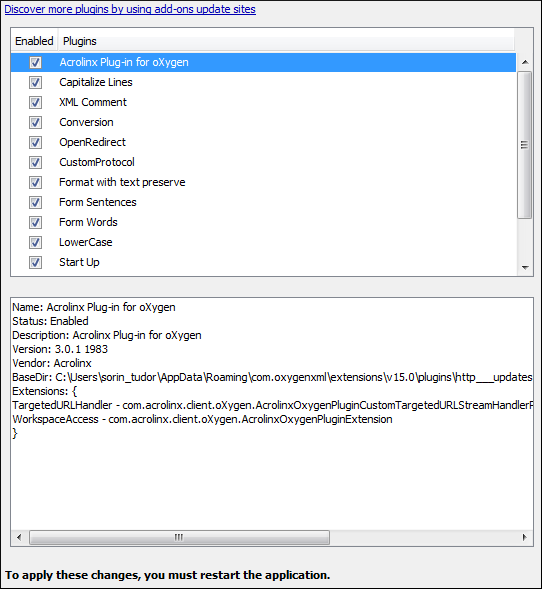 Discover more plugins by using add-ons update sites
Enabled Plugins
Acrolinx Plug-in for oXygen
Capitalize Lines
XML Comment
Conversion
OpenRedirect
CustomProtocol
Format with text preserve
Form Sentences
Form Words
LowerCase
Start Up
Name: Acrolinx Plug-in for oXygen
Status: Enabled
Description: Acrolinx Plug-in for oXygen
Version: 3.0.1 1983
Vendor: Acrolinx
BaseDir: C:\Users\sorin_tudor\AppData\Roaming\com.oxygenxml\extensions\v15.0\plugins\http___updates
Extensions: {
TargetedURLHandler - com.acrolinx.client.oXygen.AcrolinxOxygenPluginCustomTargetedURLStreamHandlerP
WorkspaceAccess - com.acrolinx.client.oXygen.AcrolinxOxygenPluginExtension
}
To apply these changes, you must restart the application.